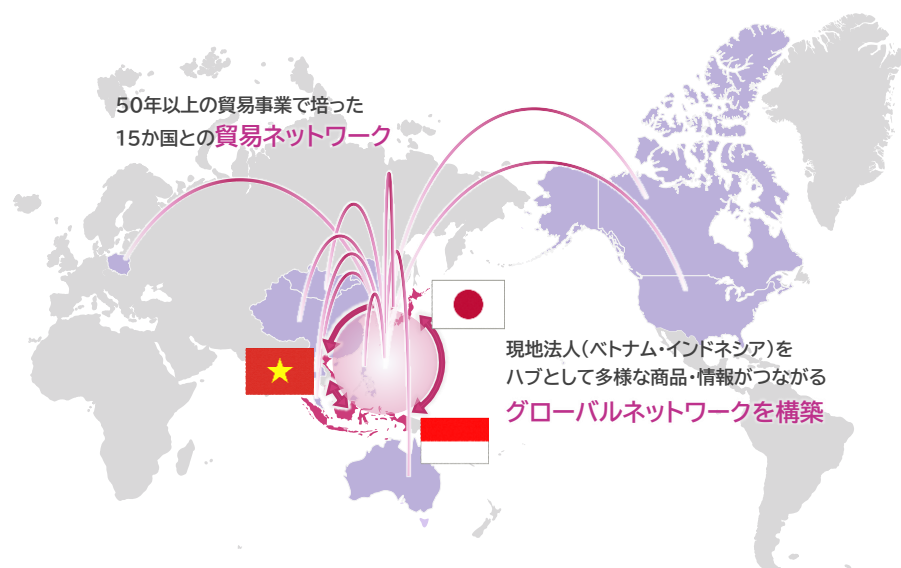 50年以上の貿易事業で培った
15か国との貿易ネットワーク
現地法人（ベトナム・インドネシア）を
ハブとして多様な商品・情報がつながる
グローバルネットワークを構築